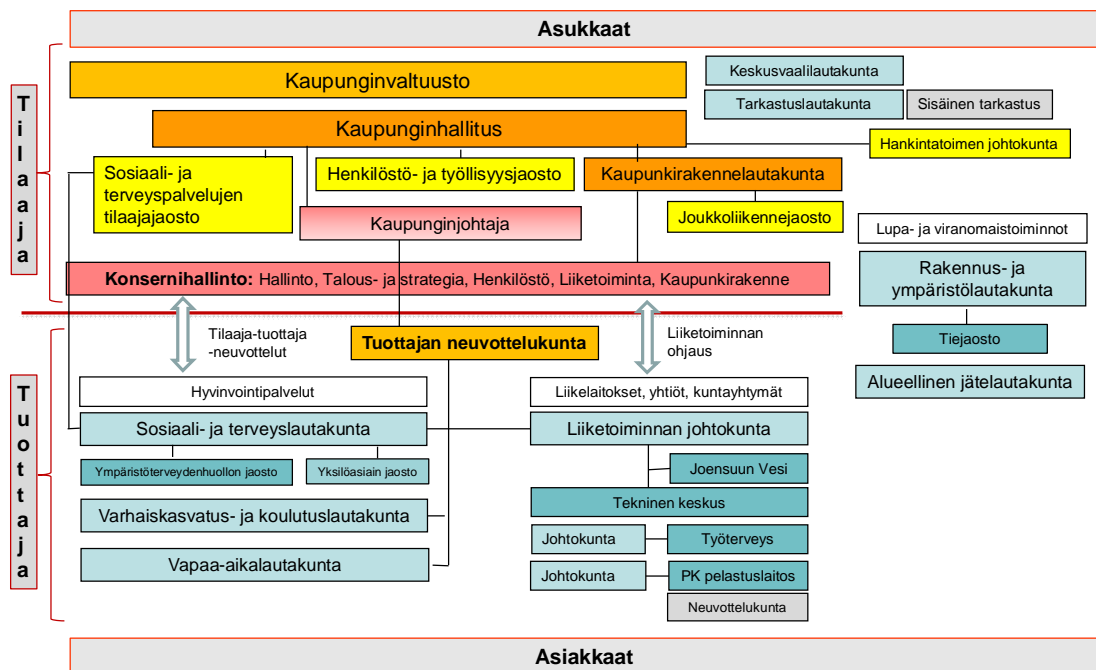 Asukkaat
Tilaaja
Kaupunginvaltuusto
Keskusvaalilautakunta
Tarkastuslautakunta
Sisäinen tarkastus
Kaupunginhallitus
Hankintatoimen johtokunta
Sosiaali- ja
terveyspalvelujen
tilaajajaosto
Henkilöstö- ja työllisyysjaosto
Kaupunkirakennelautakunta
Joukkoliikennejaosto
Kaupunginjohtaja
Lupa- ja viranomaistoiminnot
Konsernihallinto: Hallinto, Talous- ja strategia, Henkilöstö, Liiketoiminta, Kaupunkirakenne
Rakennus- ja
ympäristölautakunta
Tiejaosto
Alueellinen jätelautakunta
Tilaaja-tuottaja
-neuvottelut
Tuottajan neuvottelukunta
Liiketoiminnan
ohjaus
Tuottaja
Hyvinvointipalvelut
Liikelaitokset, yhtiöt, kuntayhtymät
Sosiaali- ja terveyslautakunta
Liiketoiminnan johtokunta
Ympäristöterveydenhuollon jaosto
Yksilöasiain jaosto
Joensuun Vesi
Tekninen keskus
Varhaiskasvatus- ja koulutuslautakunta
Johtokunta
Työterveys
Vapaa-aikalautakunta
Johtokunta
PK pelastuslaitos
Neuvottelukunta
Asiakkaat